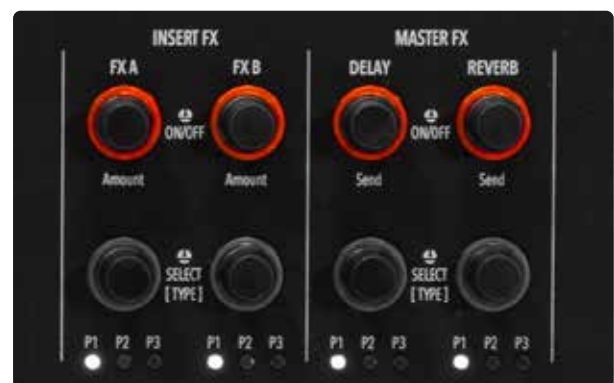 INSERT FX
MASTER FX
FX A
FX B
DELAY
REVERB
ON/OFF
ON/OFF
Amount
Amount
Send
Send
SELECT
[ TYPE ]
SELECT
[ TYPE ]
P1 P2 P3
P1 P2 P3
P1 P2 P3
P1 P2 P3